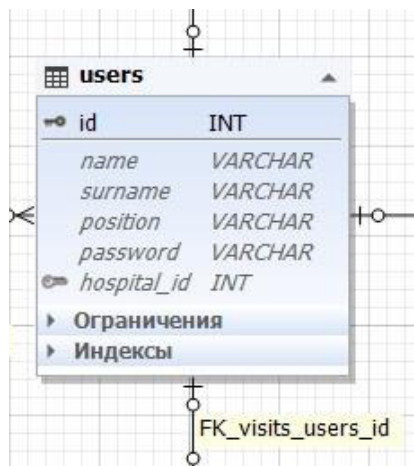 users
id INT
name VARCHAR
surname VARCHAR
position VARCHAR
password VARCHAR
hospital_id INT
Ограничения
Индексы
FK_visits_users_id